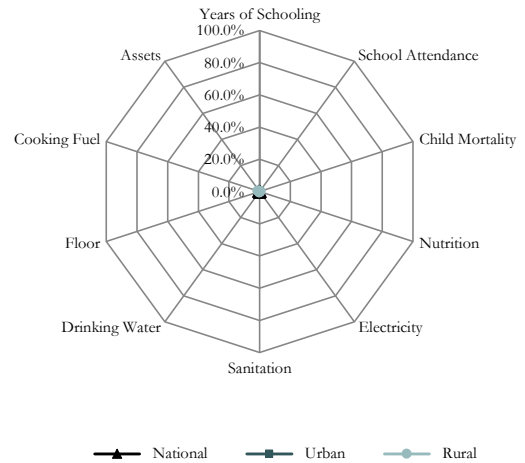 Years of Schooling
100.0%
Assets
School Attendance
80.0%
60.0%
Cooking Fuel
40.0%
Child Mortality
20.0%
0.0%
Floor
Nutrition
Drinking Water
Electricity
Sanitation
National Urban Rural